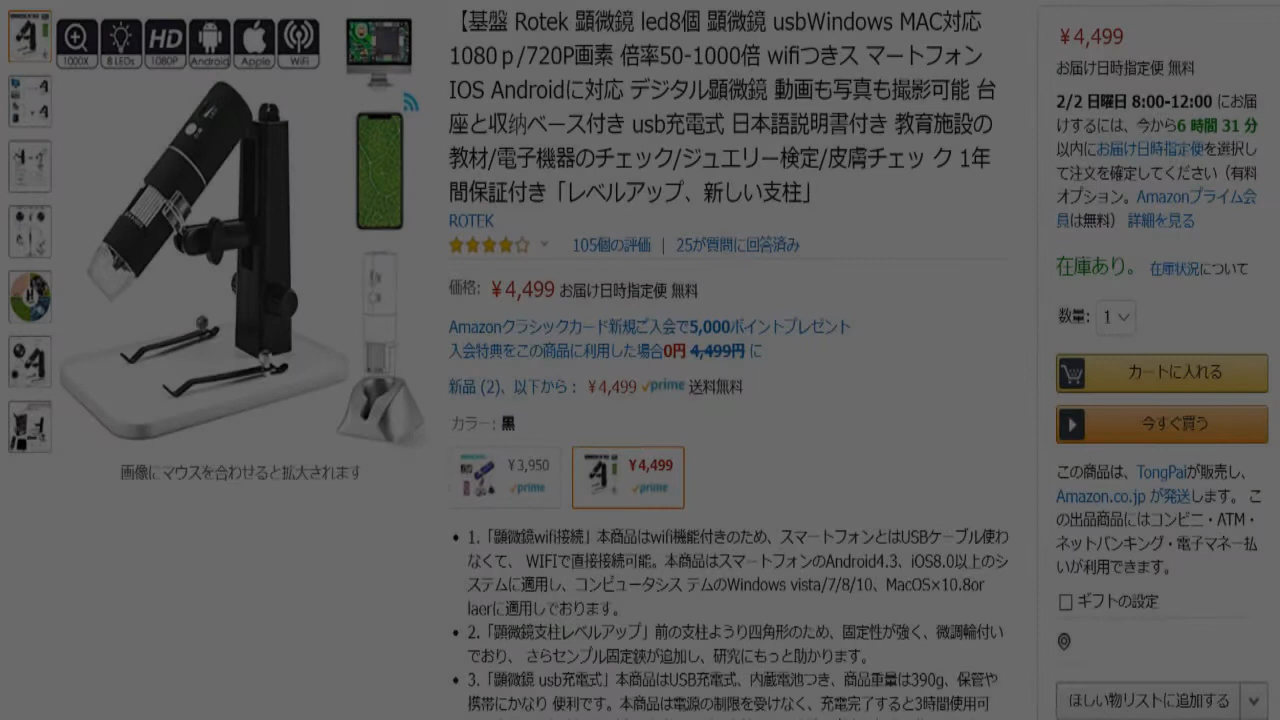 1000X
8 LEDs
HD
1080P
Android
Apple
WiFi
画像にマウスを合わせると拡大されます
【基盤 Rotek 顕微鏡 led8個 顕微鏡 usbWindows MAC対応
1080ｐ/720P画素 倍率50-1000倍 wifiつきス マートフォン
IOS Androidに対応 デジタル顕微鏡 動画も写真も撮影可能 台
座と収納ベース付き usb充電式 日本語説明書付き 教育施設の
教材/電子機器のチェック/ジュエリー検定/皮膚チェッ ク 1年
間保証付き「レベルアップ、新しい支柱」
ROTEK
105個の評価 | 25が質問に回答済み
価格: ￥4,499 お届け日時指定便 無料
Amazonクラシックカード新規ご入会で5,000ポイントプレゼント
入会特典をこの商品に利用した場合0円 4,499円 に
新品 (2)、以下から： ￥4,499 prime 送料無料
カラー: 黒
￥3,950
prime
￥4,499
prime
• 1.「顕微鏡wifi接続」本商品はwifi機能付きのため、スマートフォンとはUSBケーブル使わ
なくて、 WIFIで直接接続可能。本商品はスマートフォンのAndroid4.3、iOS8.0以上のシ
ステムに適用し、コンピュータシス テムのWindows vista/7/8/10、MacOS×10.8or
laerに適用しでおります。
• 2.「顕微鏡支柱レベルアップ」前の支柱ようり四角形のため、固定性が強く、微調輪付い
でおり、 さらセンプル固定鋏が追加し、研究にもっと助かります。
• 3.「顕微鏡 usb充電式」本商品はUSB充電式、内蔵電池つき、商品重量は390g、保管や
携帯にかなり 便利です。本商品は電源の制限を受けなく、充電完了すると3時間使用可
￥4,499
お届け日時指定便 無料
2/2 日曜日 8:00-12:00 にお届
けするには、今から6 時間 31 分
以内にお届け日時指定便を選択し
て注文を確定してください（有料
オプション。Amazonプライム会
員は無料） 詳細を見る
在庫あり。 在庫状況について
数量: 1
カートに入れる
今すぐ買う
この商品は、TongPaiが販売し、
Amazon.co.jp が発送します。 こ
の出品商品にはコンビニ・ATM・
ネットバンキング・電子マネー払
いが利用できます。
ギフトの設定
ほしい物リストに追加する